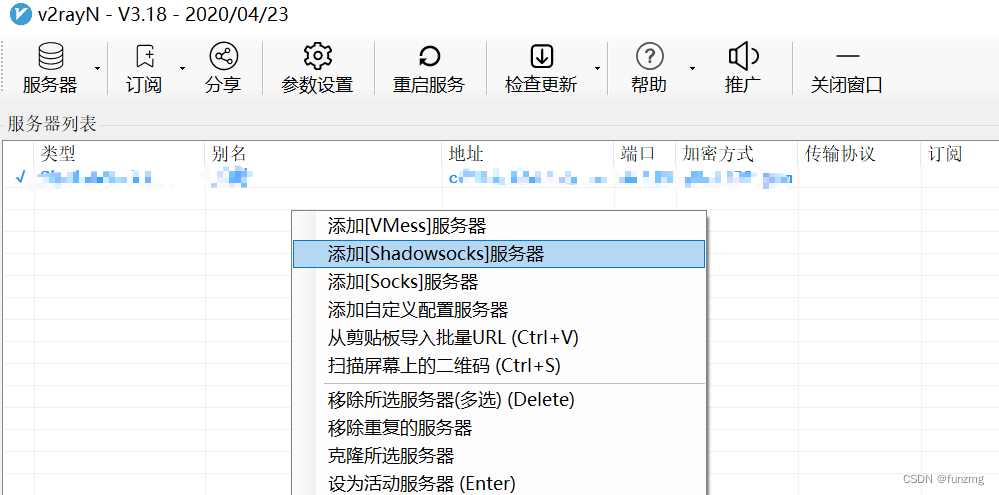 v2rayN - V3.18 - 2020/04/23
服务器 订阅 分享 参数设置 重启服务 检查更新 帮助 推广 关闭窗口
服务器列表
类型 别名 地址 端口 加密方式 传输协议 订阅
添加[VMess]服务器
添加[Shadowsocks]服务器
添加[Socks]服务器
添加自定义配置服务器
从剪贴板导入批量URL (Ctrl+V)
扫描屏幕上的二维码 (Ctrl+S)
移除所选服务器(多选) (Delete)
移除重复的服务器
克隆所选服务器
设为活动服务器 (Enter)
CSDN @funzmg